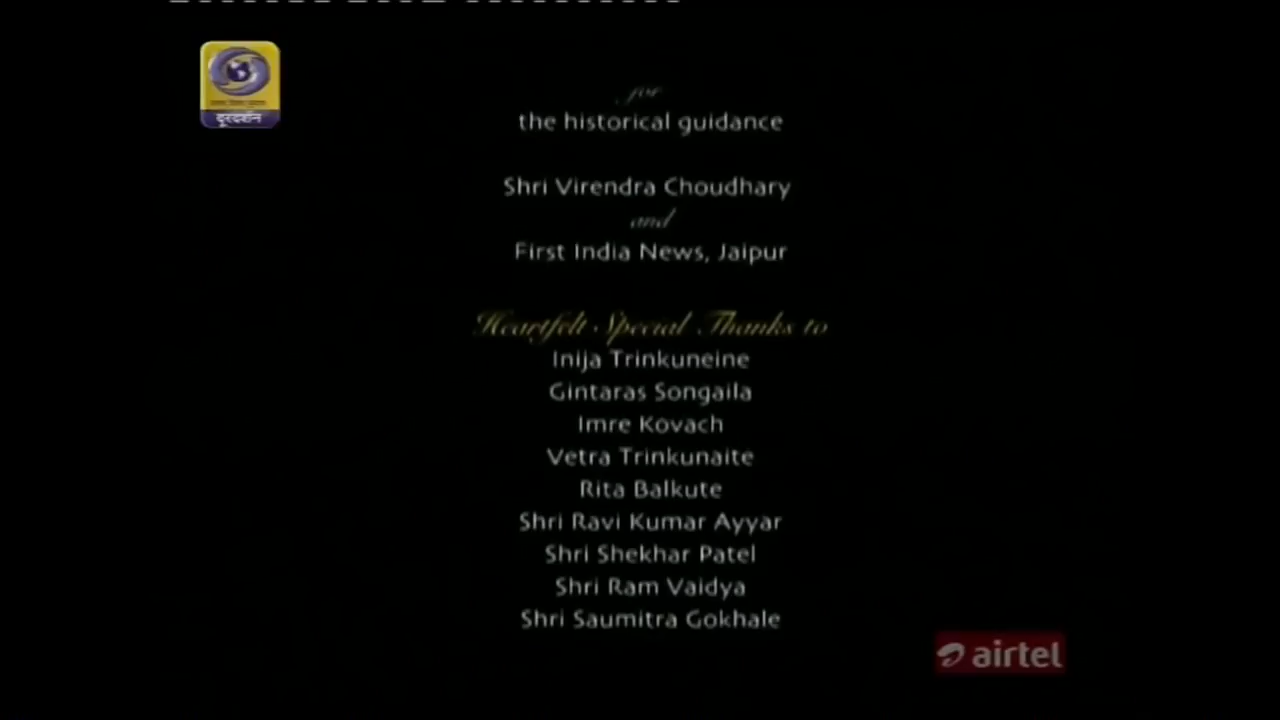 दूरदर्शन
for
the historical guidance
Shri Virendra Choudhary
and
First India News, Jaipur
Heartfelt Special Thanks to
Inija Trinkuneine
Gintaras Songaila
Imre Kovach
Vetra Trinkunaite
Rita Balkute
Shri Ravi Kumar Ayyar
Shri Shekhar Patel
Shri Ram Vaidya
Shri Saumitra Gokhale
airtel